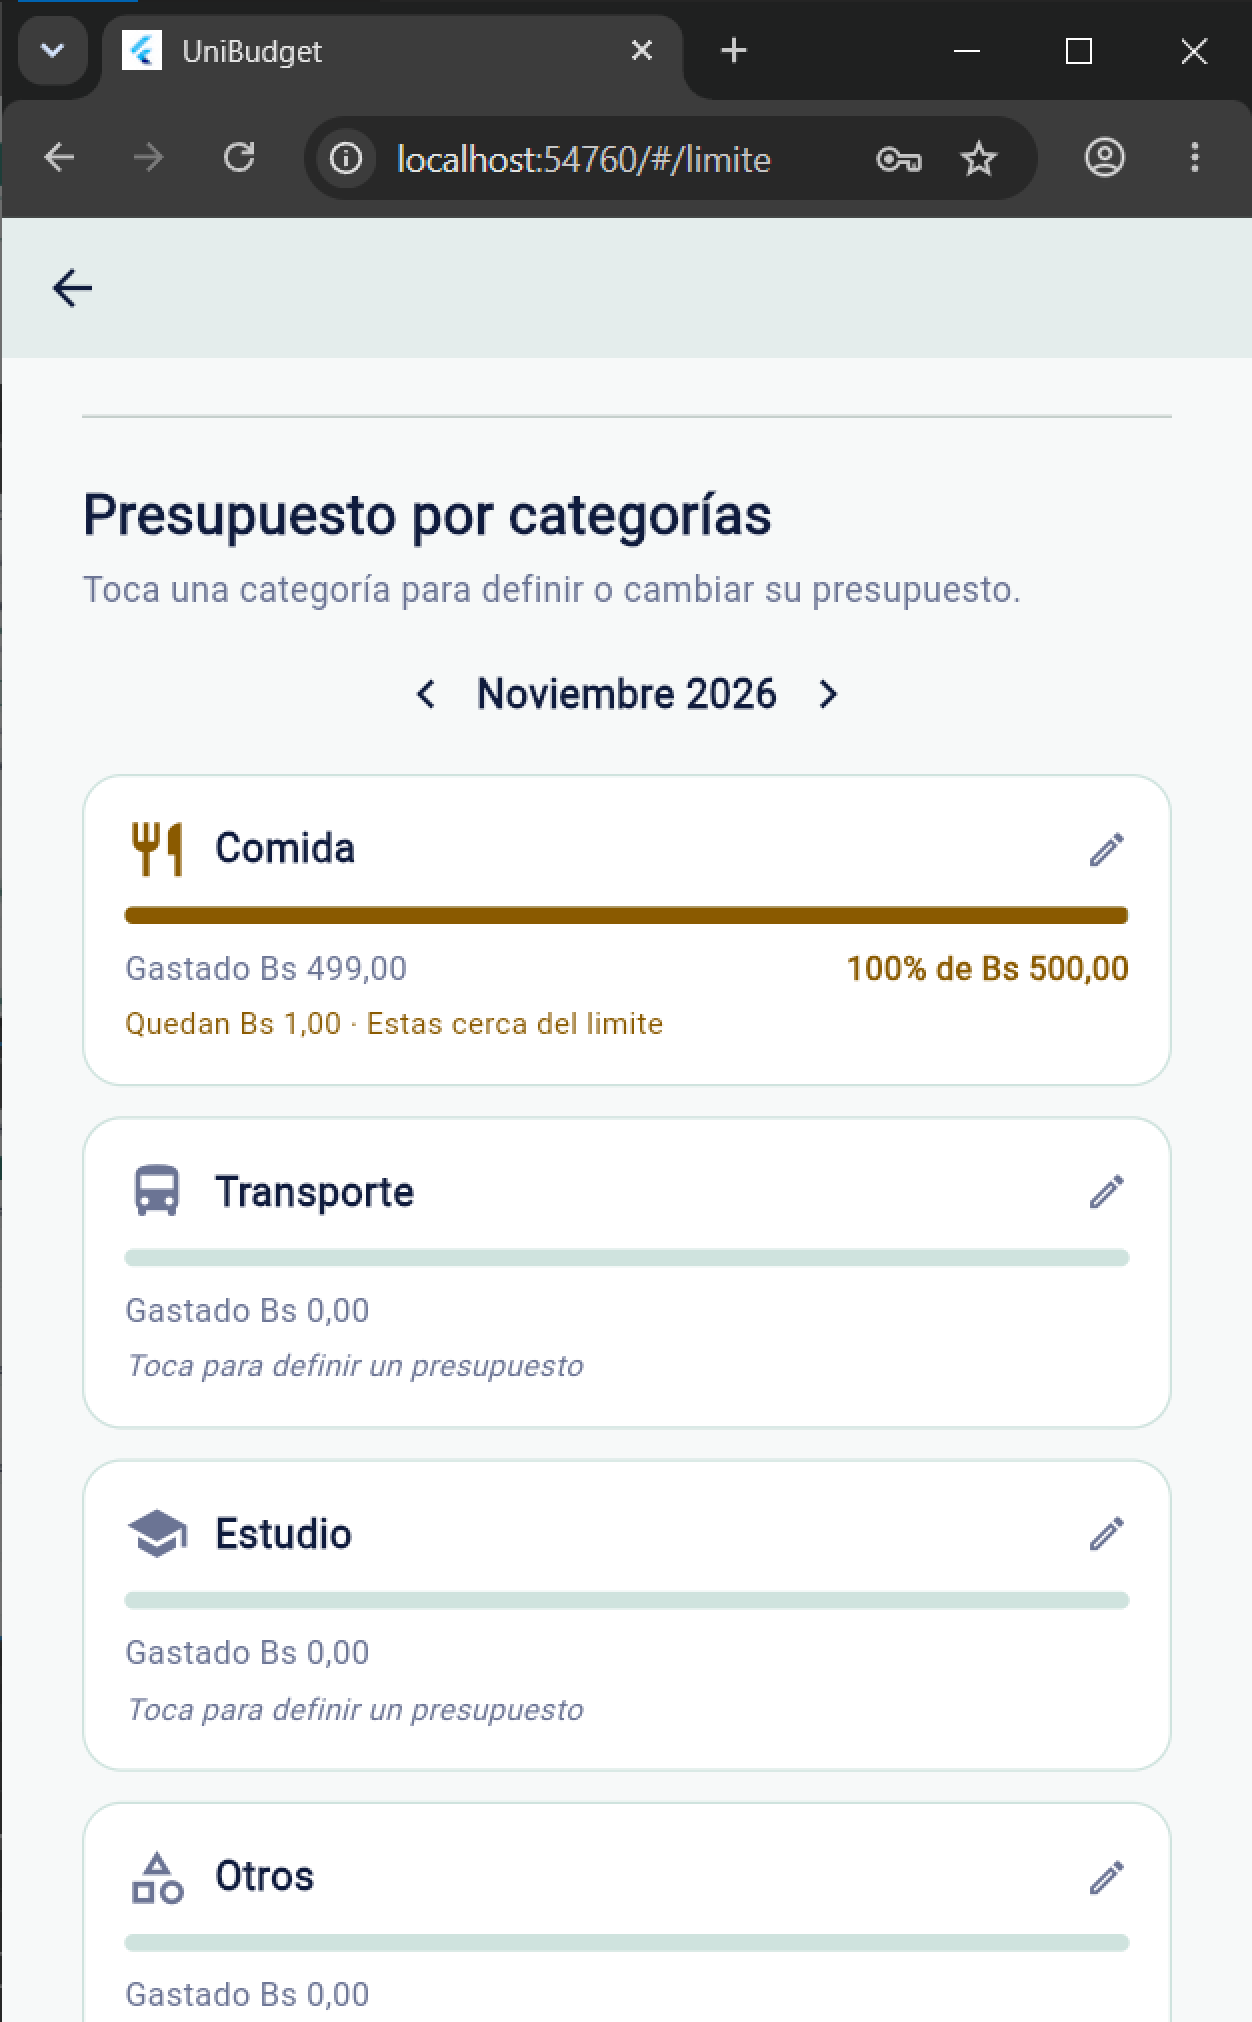 UniBudget
localhost:54760/#/limite
Presupuesto por categorías
Toca una categoría para definir o cambiar su presupuesto.
Noviembre 2026
Comida
Gastado Bs 499,00 100% de Bs 500,00
Quedan Bs 1,00 · Estas cerca del limite
Transporte
Gastado Bs 0,00
Toca para definir un presupuesto
Estudio
Gastado Bs 0,00
Toca para definir un presupuesto
Otros
Gastado Bs 0,00